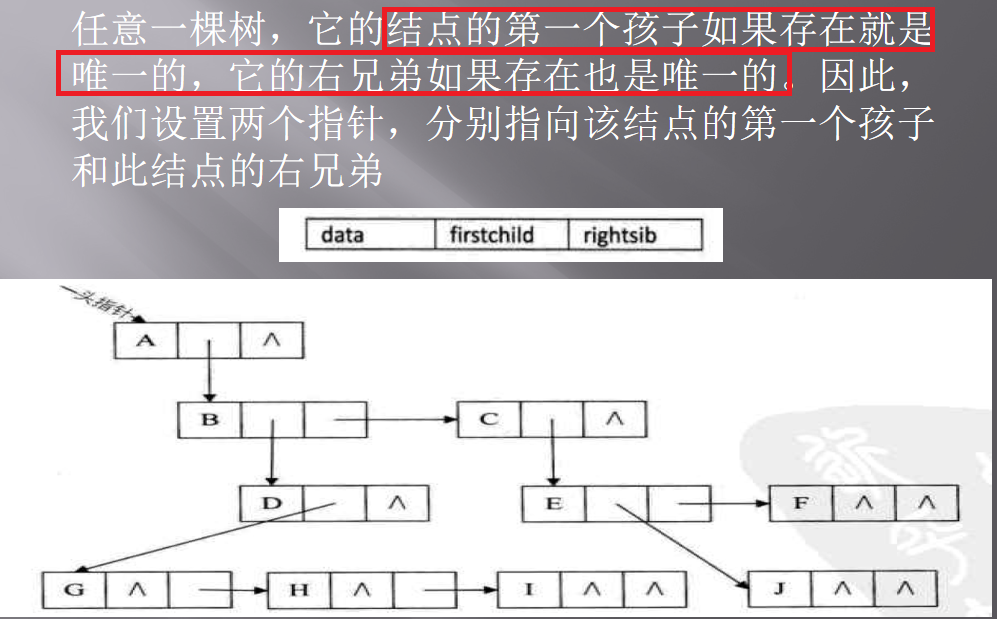 任意一棵树，它的结点的第一个孩子如果存在就是
唯一的，它的右兄弟如果存在也是唯一的。因此，
我们设置两个指针，分别指向该结点的第一个孩子
和此结点的右兄弟
data firstchild rightsib
头指针
A ∧
B C ∧
D ∧ E F ∧ ∧
G ∧ H ∧ I ∧ ∧ J ∧ ∧